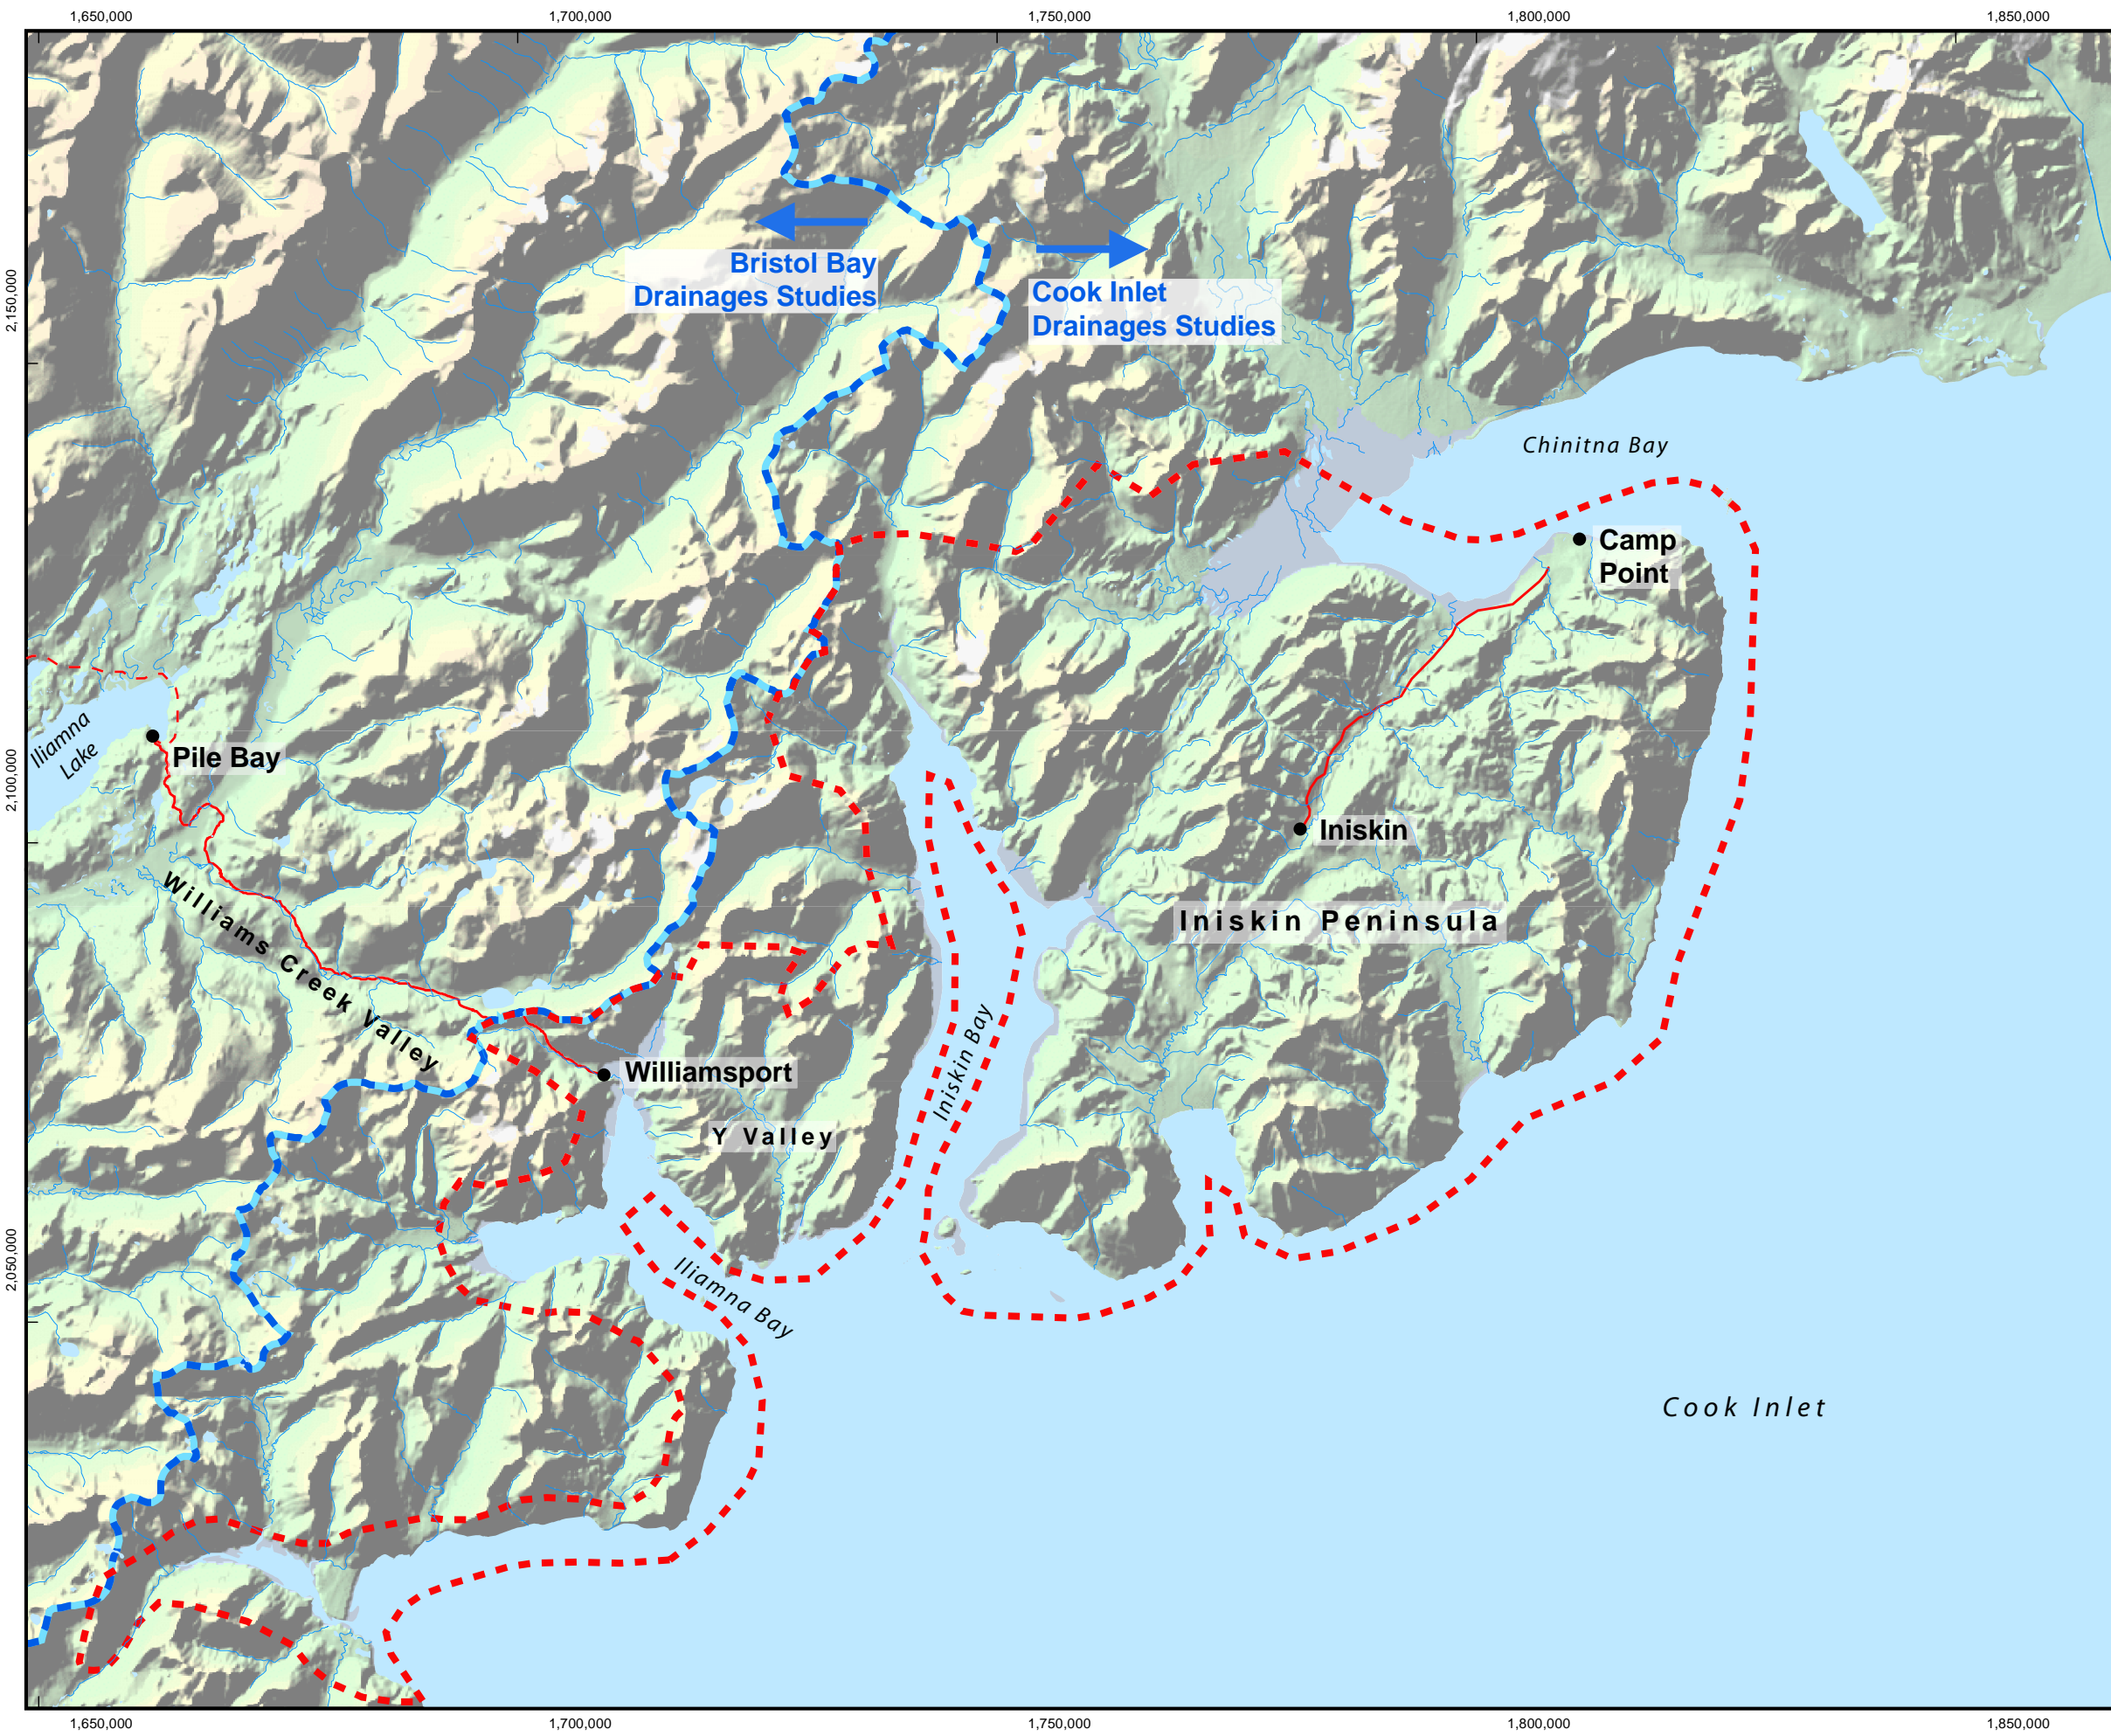 1,650,000
1,700,000
1,750,000
1,800,000
1,850,000
Bristol Bay
Drainages Studies
Cook Inlet
Drainages Studies
2,150,000
Chinitna Bay
Camp
Point
Iliamna
Lake
Pile Bay
2,100,000
Iniskin
Williams Creek Valley
Iniskin Peninsula
Iniskin Bay
Williamsport
Y Valley
2,050,000
Iliamna Bay
Cook Inlet
1,650,000
1,700,000
1,750,000
1,800,000
1,850,000